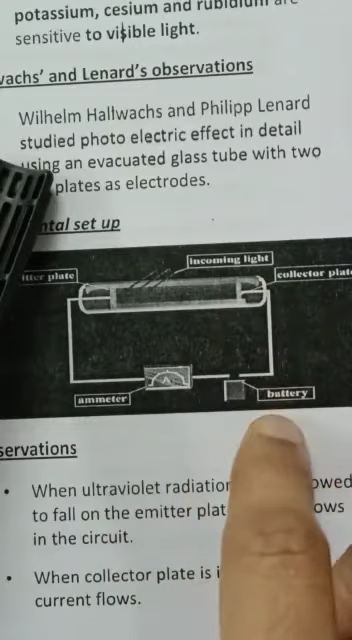 potassium, cesium and rubidium are
sensitive to visible light.
wachs’ and Lenard’s observations
Wilhelm Hallwachs and Philipp Lenard
studied photo electric effect in detail
using an evacuated glass tube with two
plates as electrodes.
ntal set up
incoming light
itter plate
collector plate
ammeter
battery
servations
• When ultraviolet radiation owed
to fall on the emitter plat ows
in the circuit.
• When collector plate is i
current flows.